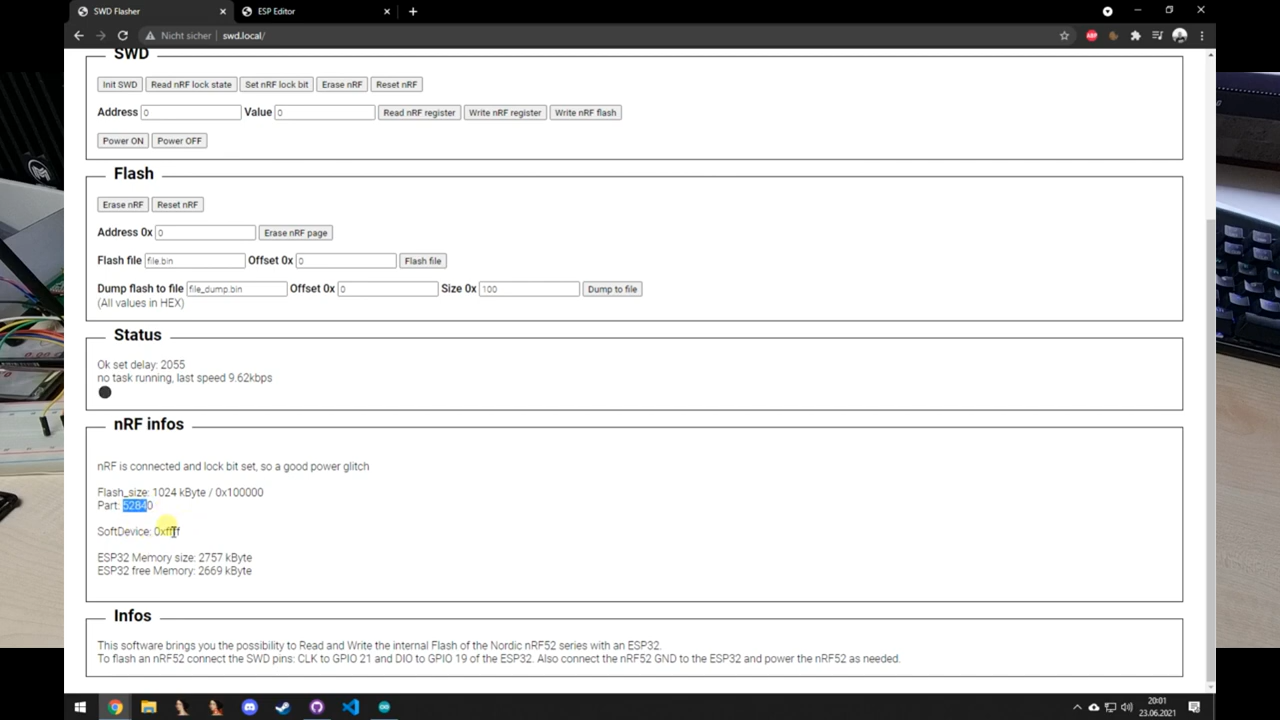 SWD Flasher
ESP Editor
Nicht sicher
swd.local/
SWD
Init SWD
Read nRF lock state
Set nRF lock bit
Erase nRF
Reset nRF
Address 0 Value 0 Read nRF register Write nRF register Write nRF flash
Power ON
Power OFF
Flash
Erase nRF
Reset nRF
Address 0x 0 Erase nRF page
Flash file file.bin Offset 0x 0 Flash file
Dump flash to file file_dump.bin Offset 0x 0 Size 0x 100 Dump to file
(All values in HEX)
Status
Ok set delay: 2055
no task running, last speed 9.62kbps
nRF infos
nRF is connected and lock bit set, so a good power glitch
Flash_size: 1024 kByte / 0x100000
Part: 52840
SoftDevice: 0xffff
ESP32 Memory size: 2757 kByte
ESP32 free Memory: 2669 kByte
Infos
This software brings you the possibility to Read and Write the internal Flash of the Nordic nRF52 series with an ESP32.
To flash an nRF52 connect the SWD pins: CLK to GPIO 21 and DIO to GPIO 19 of the ESP32. Also connect the nRF52 GND to the ESP32 and power the nRF52 as needed.
20:01
23.06.2021